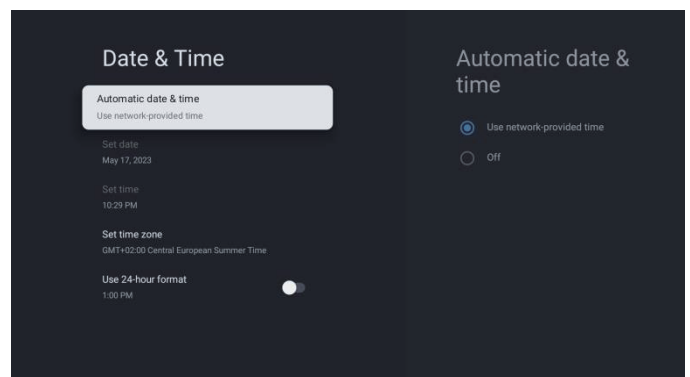 Date & Time
Automatic date & time
Use network-provided time
Set date
May 17, 2023
Set time
10:29 PM
Set time zone
GMT+02:00 Central European Summer Time
Use 24-hour format
1:00 PM
Automatic date &
time
Use network-provided time
Off